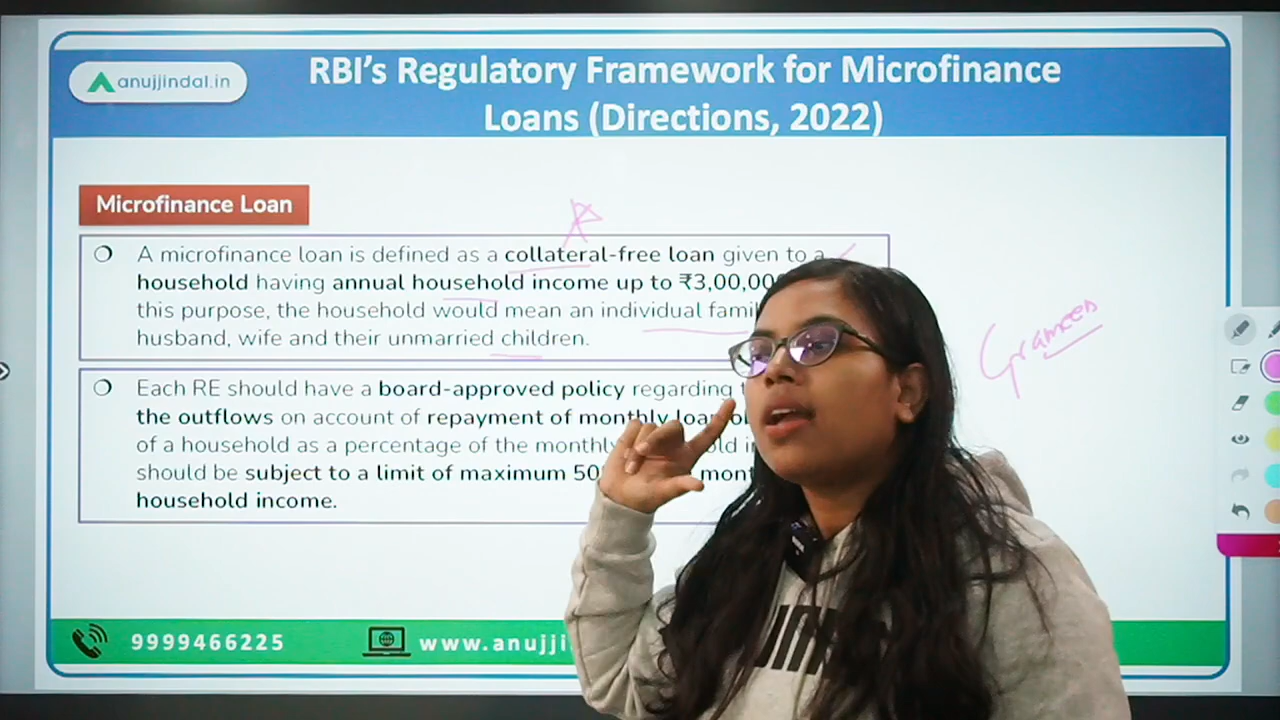 anujjindal.in
RBI's Regulatory Framework for Microfinance
Loans (Directions, 2022)
Microfinance Loan
A microfinance loan is defined as a collateral-free loan given to a
household having annual household income up to ₹3,00,00
this purpose, the household would mean an individual fami
husband, wife and their unmarried children.
Each RE should have a board-approved policy regarding
the outflows on account of repayment of monthly loan
of a household as a percentage of the monthly
should be subject to a limit of maximum 50 mont
household income.
Grameen
9999466225
www.anujji